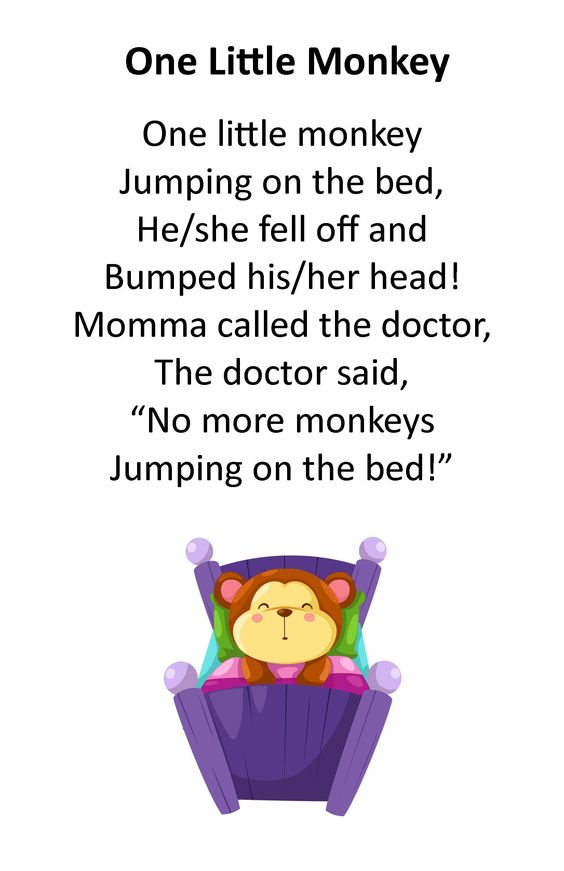 One Little Monkey
One little monkey
Jumping on the bed,
He/she fell off and
Bumped his/her head!
Momma called the doctor,
The doctor said,
“No more monkeys
Jumping on the bed!”